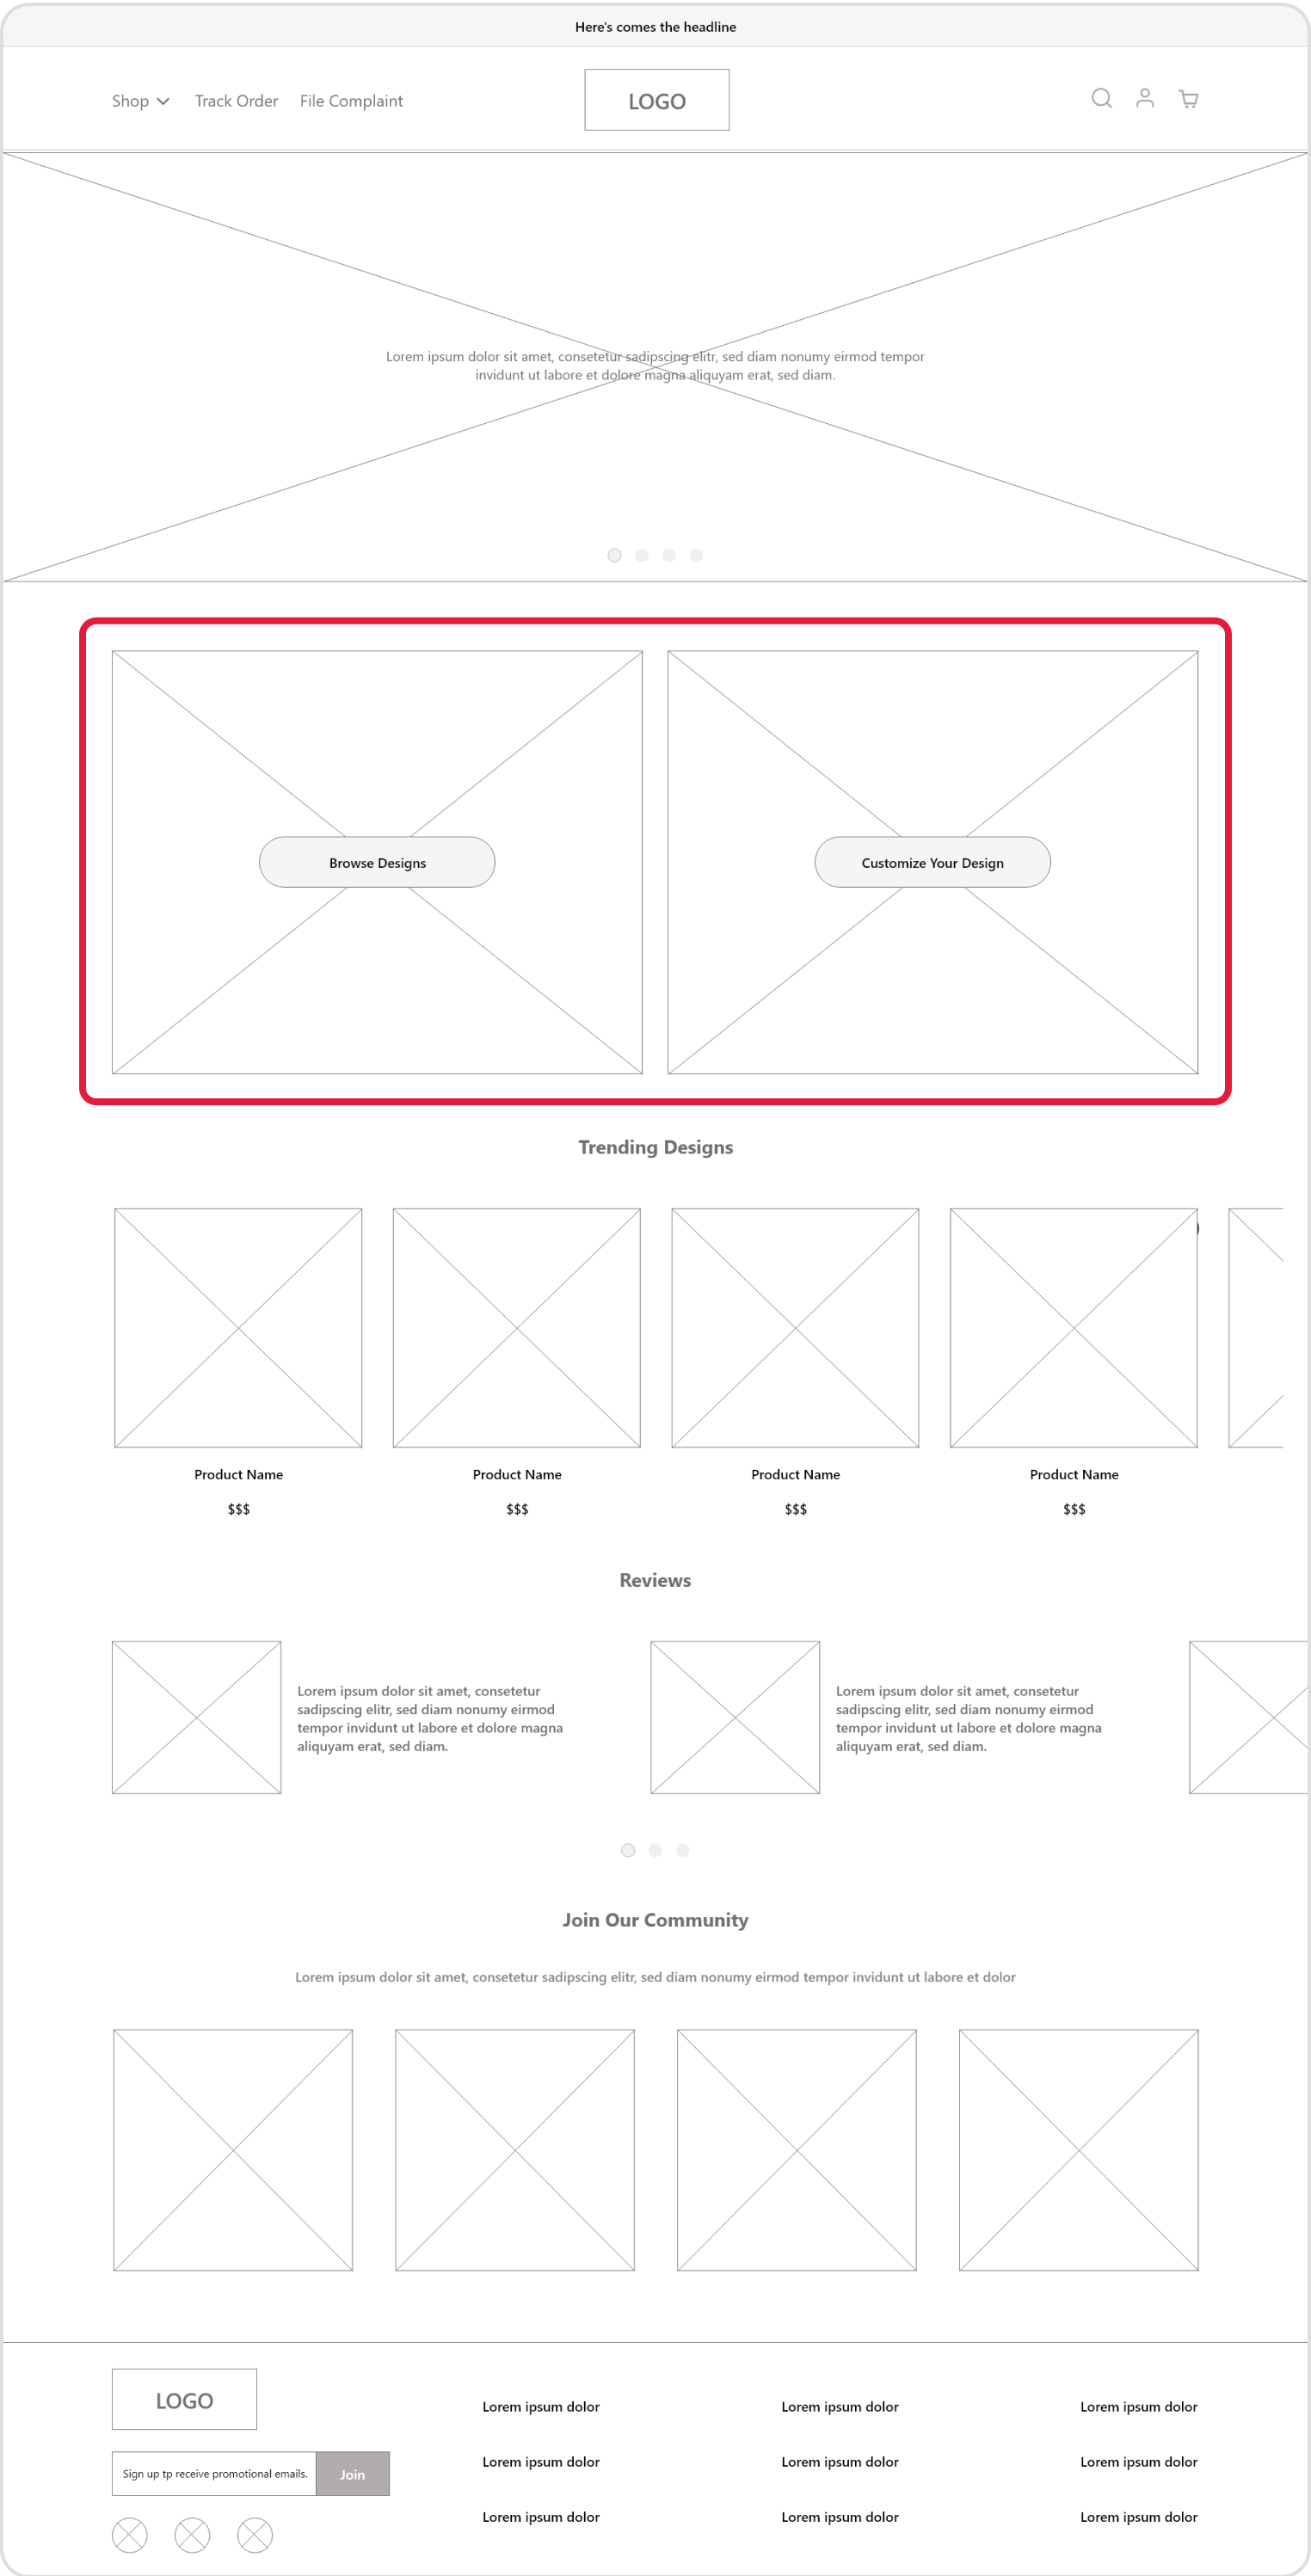 Here's comes the headline
Shop
Track Order
File Complaint
LOGO
Lorem ipsum dolor sit amet, consetetur sadipscing elitr, sed diam nonumy eirmod tempor
invidunt ut labore et dolore magna aliquyam erat, sed diam.
Browse Designs
Customize Your Design
Trending Designs
Product Name
Product Name
Product Name
Product Name
$$$
$$$
$$$
$$$
Reviews
Lorem ipsum dolor sit amet, consetetur
sadipscing elitr, sed diam nonumy eirmod
tempor invidunt ut labore et dolore magna
aliquyam erat, sed diam.
Lorem ipsum dolor sit amet, consetetur
sadipscing elitr, sed diam nonumy eirmod
tempor invidunt ut labore et dolore magna
aliquyam erat, sed diam.
Join Our Community
Lorem ipsum dolor sit amet, consetetur sadipscing elitr, sed diam nonumy eirmod tempor invidunt ut labore et dolor
LOGO
Sign up tp receive promotional emails.
Join
Lorem ipsum dolor
Lorem ipsum dolor
Lorem ipsum dolor
Lorem ipsum dolor
Lorem ipsum dolor
Lorem ipsum dolor
Lorem ipsum dolor
Lorem ipsum dolor
Lorem ipsum dolor